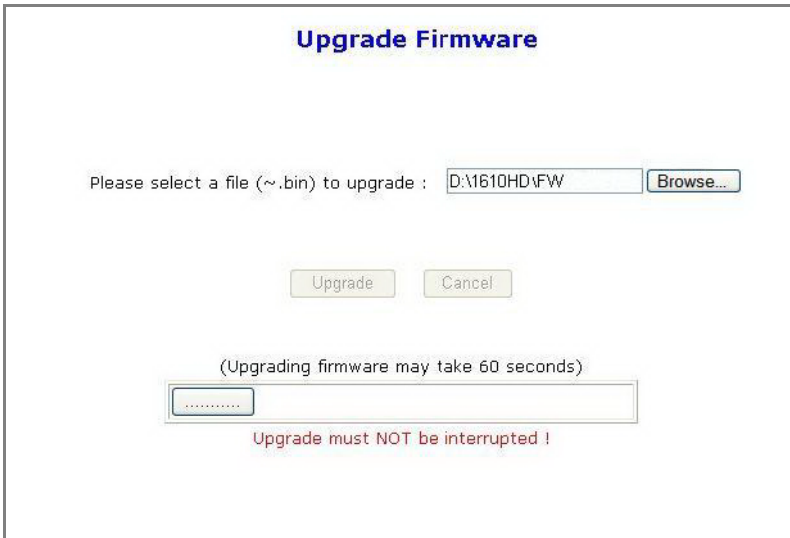 Upgrade Firmware
Please select a file (~.bin) to upgrade : D:\1610HD\FW Browse...
Upgrade Cancel
(Upgrading firmware may take 60 seconds)
...........
Upgrade must NOT be interrupted !